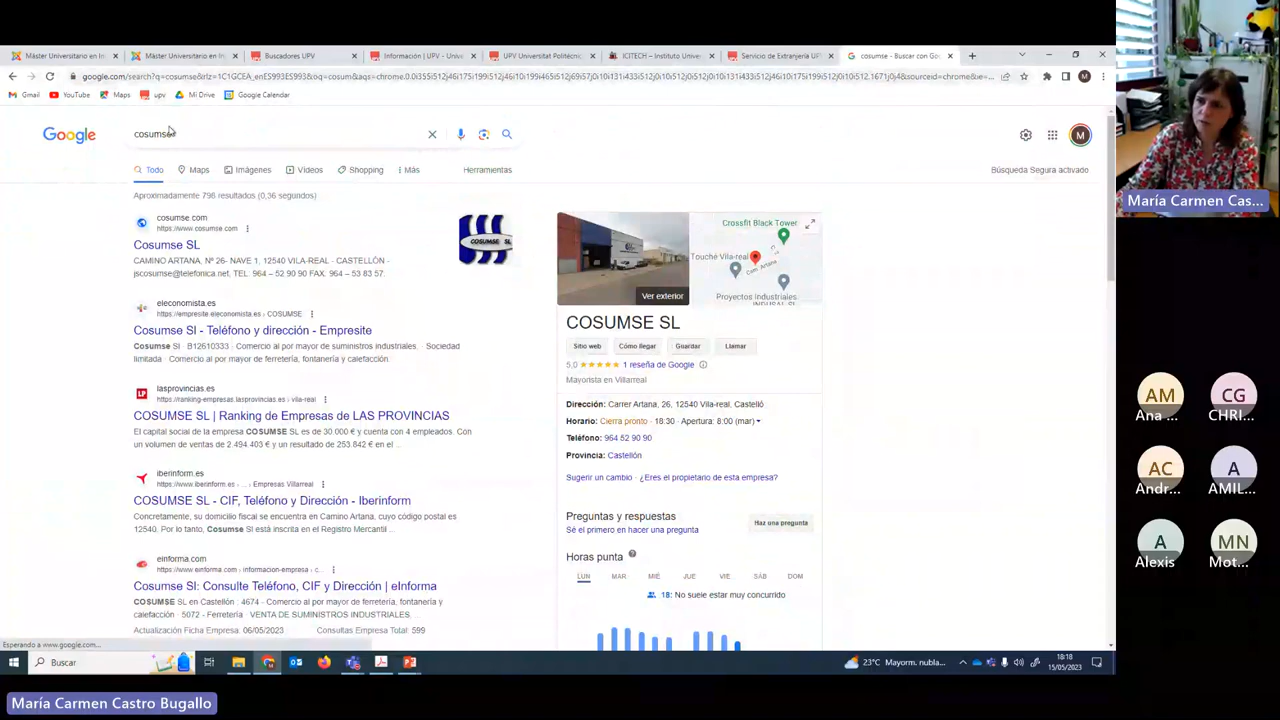 Máster Universitario en In
Máster Universitario en In
Buscadores UPV
Información | UPV - Unive
UPV Universitat Politècnic
ICITECH – Instituto Univer
Servicio de Extranjería UP
cosumse - Buscar con Goo
Gmail
YouTube
Maps
upv
Mi Drive
Google Calendar
Google
cosumse
M
Todo
Maps
Imágenes
Vídeos
Shopping
Más
Herramientas
Búsqueda Segura activado
Aproximadamente 796 resultados (0,36 segundos)
cosumse.com
https://www.cosumse.com
Cosumse SL
CAMINO ARTANA, Nº 26- NAVE 1, 12540 VILA-REAL - CASTELLÓN -
jscosumse@telefonica.net, TEL: 964 – 52 90 90 FAX: 964 – 53 83 57.
COSUMSE SL
eleconomista.es
https://empresite.eleconomista.es › COSUMSE
Cosumse Sl - Teléfono y dirección - Empresite
Cosumse Sl · B12610333 · Comercio al por mayor de suministros industriales. · Sociedad
limitada · Comercio al por mayor de ferretería, fontanería y calefacción.
lasprovincias.es
https://ranking-empresas.lasprovincias.es › vila-real
COSUMSE SL | Ranking de Empresas de LAS PROVINCIAS
El capital social de la empresa COSUMSE SL es de 30.000 € y cuenta con 4 empleados. Con
un volumen de ventas de 2.494.403 € y un resultado de 253.842 € en el ...
iberinform.es
https://www.iberinform.es › ... › Empresas Villarreal
COSUMSE SL - CIF, Teléfono y Dirección - Iberinform
Concretamente, su domicilio fiscal se encuentra en Camino Artana, cuyo código postal es
12540. Por lo tanto, Cosumse Sl está inscrita en el Registro Mercantil ...
einforma.com
https://www.einforma.com › informacion-empresa › c...
Cosumse Sl: Consulte Teléfono, CIF y Dirección | eInforma
COSUMSE SL en Castellón · 4674 - Comercio al por mayor de ferretería, fontanería y
calefacción · 5072 - Ferretería · VENTA DE SUMINISTROS INDUSTRIALES.
Actualización Ficha Empresa: 06/05/2023 Consultas Empresa Total: 599
Ver exterior
Crossfit Black Tower
Touché Vila-real
Cam. Artana
Proyectos Industriales
INDUSAL SL
COSUMSE SL
Sitio web
Cómo llegar
Guardar
Llamar
5,0 1 reseña de Google
Mayorista en Villarreal
Dirección: Carrer Artana, 26, 12540 Vila-real, Castelló
Horario: Cierra pronto · 18:30 · Apertura: 8:00 (mar)
Teléfono: 964 52 90 90
Provincia: Castellón
Sugerir un cambio · ¿Eres el propietario de esta empresa?
Preguntas y respuestas
Sé el primero en hacer una pregunta
Haz una pregunta
Horas punta
LUN MAR MIÉ JUE VIE SÁB DOM
18: No suele estar muy concurrido
Esperando a www.google.com...
Buscar
23°C Mayorm. nubla...
18:18
15/05/2023
María Carmen Castro Bugallo
María Carmen Cas...
AM
Ana ...
CG
CHRI...
AC
Andr...
A
AMIL...
A
Alexis
MN
Mot...